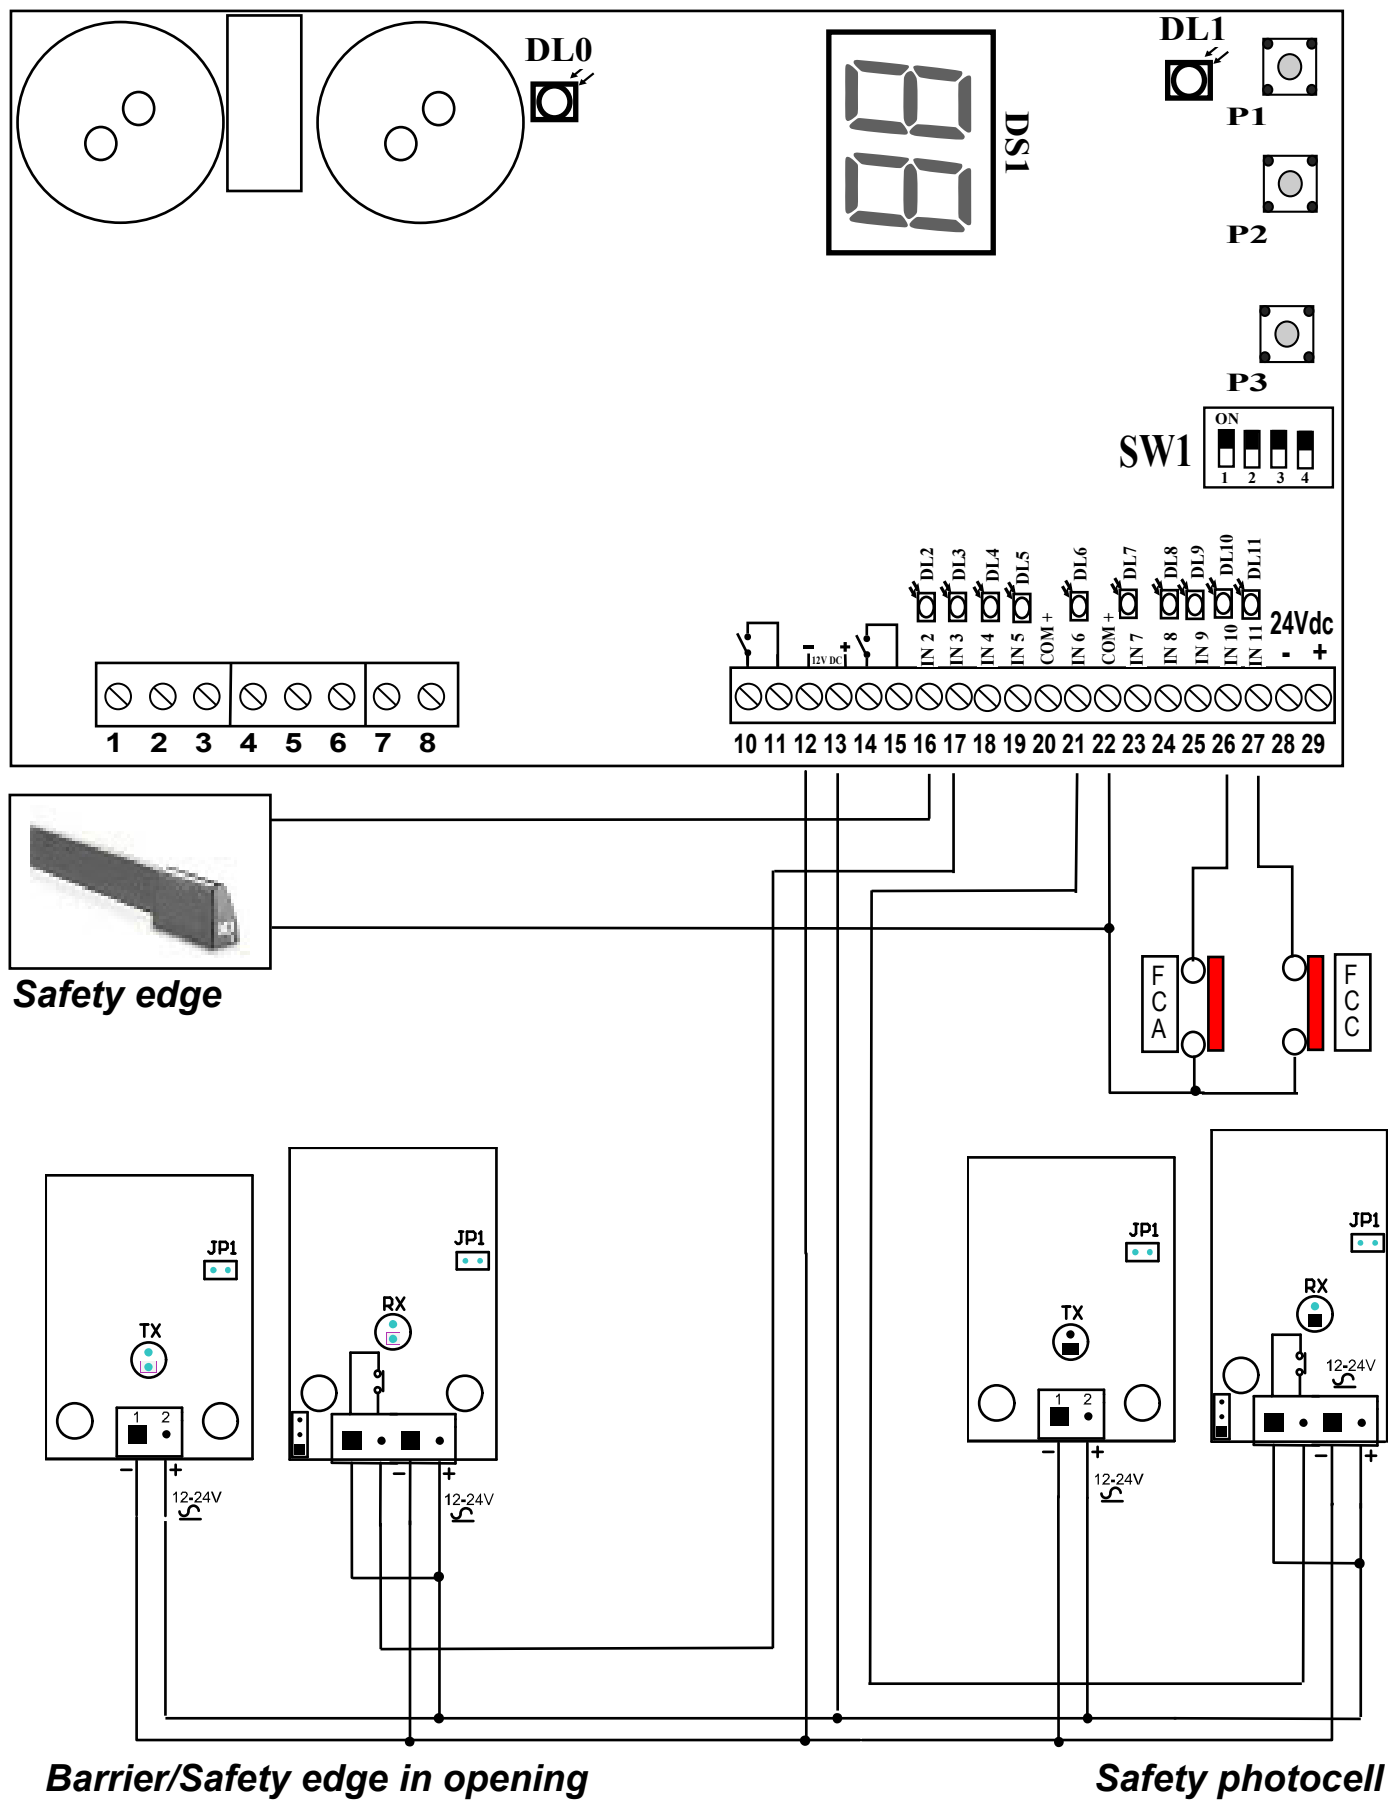 DL0
DL1
DS1
P1
P2
P3
SW1
ON
1 2 3 4
DL2 DL3 DL4 DL5 DL6 DL7 DL8 DL9 DL10 DL11
IN 2 IN 3 IN 4 IN 5 COM + IN 6 COM + IN 7 IN 8 IN 9 IN 10 IN 11
24Vdc
- +
- +
12V DC
1 2 3 4 5 6 7 8
10 11 12 13 14 15 16 17 18 19 20 21 22 23 24 25 26 27 28 29
Safety edge
FCA
FCC
JP1
TX
1 2
- +
12-24V
JP1
RX
- +
12-24V
JP1
TX
1 2
- +
12-24V
JP1
RX
12-24V
- +
Barrier/Safety edge in opening
Safety photocell